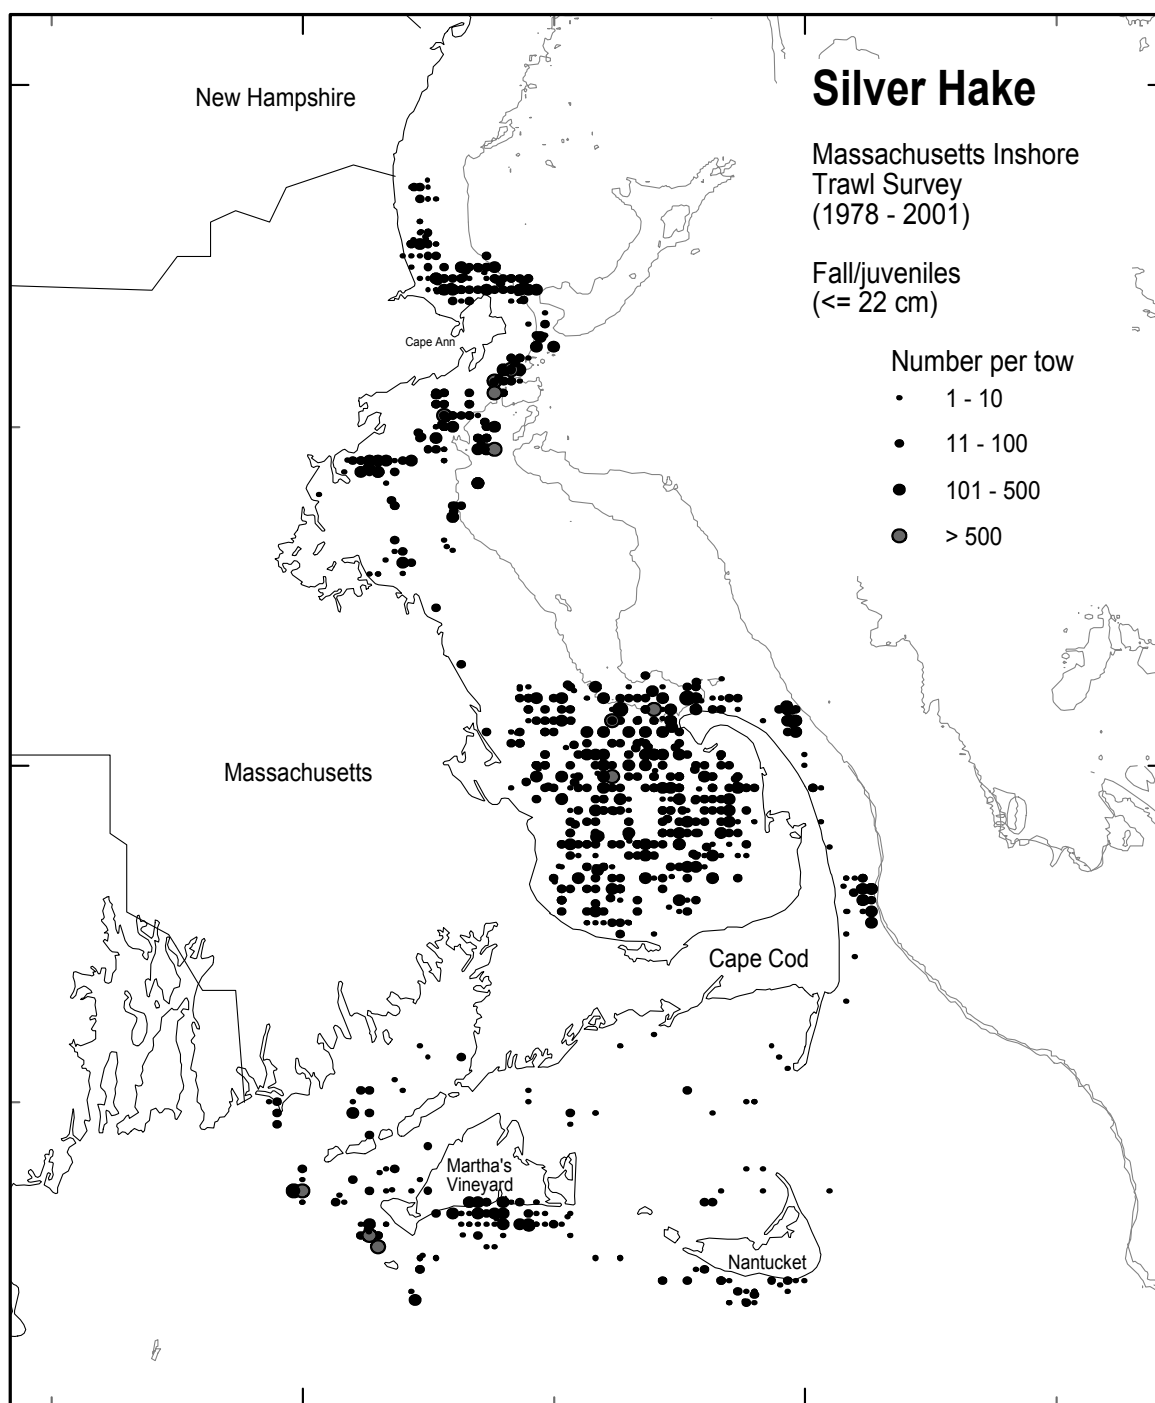 Silver Hake
New Hampshire
Massachusetts Inshore
Trawl Survey
(1978 - 2001)
Fall/juveniles
(<= 22 cm)
Cape Ann
Number per tow
1 - 10
11 - 100
101 - 500
> 500
Massachusetts
Cape Cod
Martha's
Vineyard
Nantucket